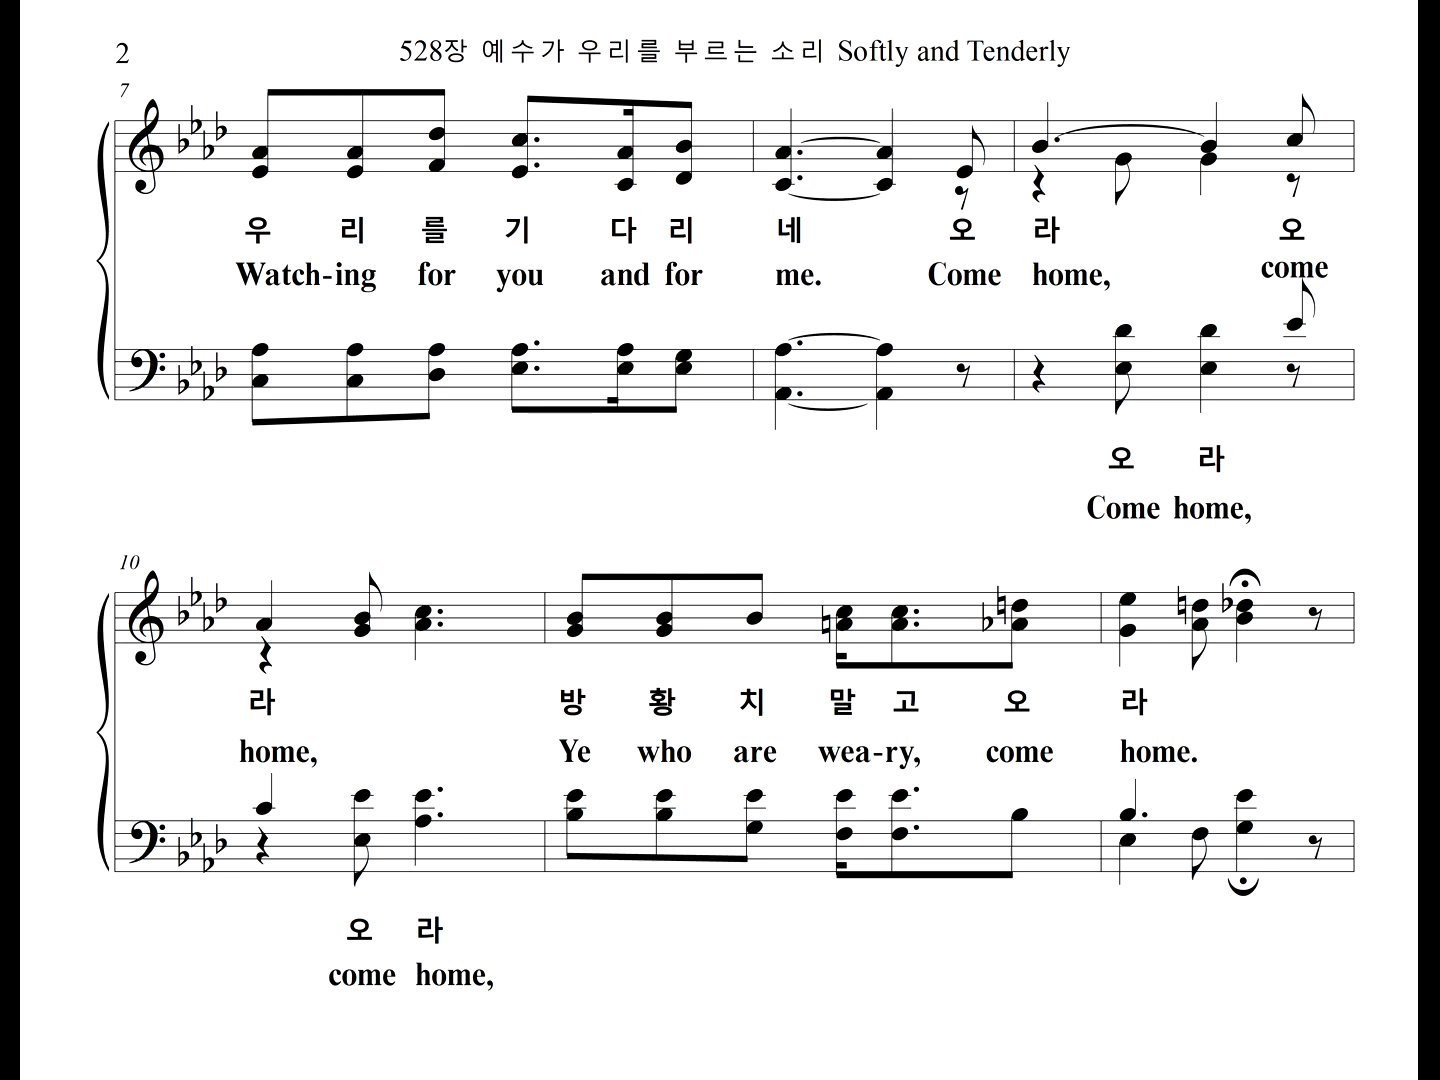 2
528장 예수가 우리를 부르는 소리 Softly and Tenderly
7
우 리 를 기 다 리 네 오 라 오
Watch-ing for you and for me. Come home, come
오 라
Come home,
10
라 방 황 치 말 고 오 라
home, Ye who are wea-ry, come home.
오 라
come home,